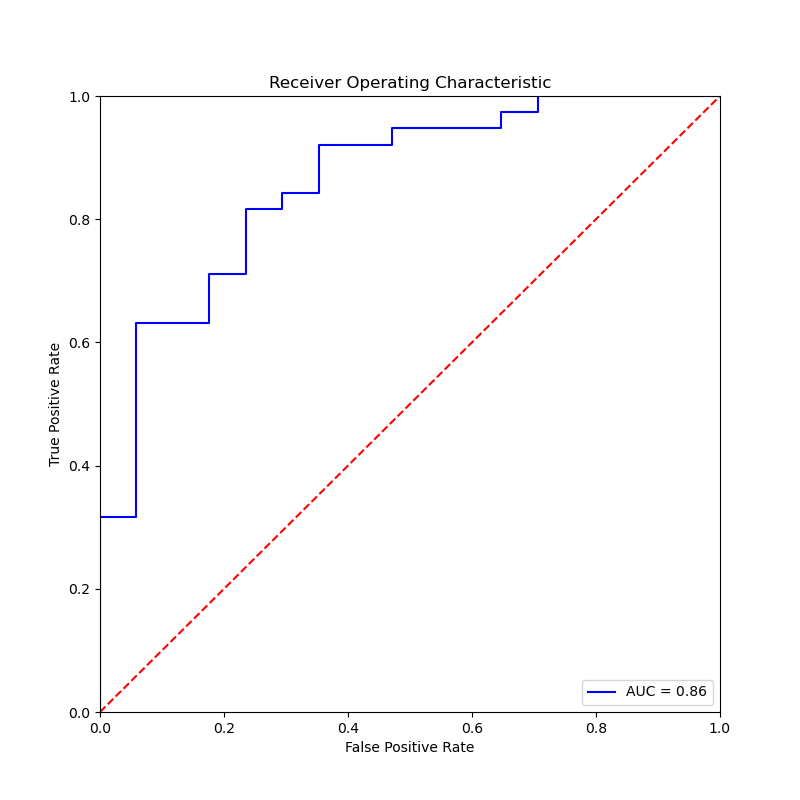 Receiver Operating Characteristic
1.0
0.8
0.6
0.4
0.2
0.0
True Positive Rate
AUC = 0.86
0.0 0.2 0.4 0.6 0.8 1.0
False Positive Rate